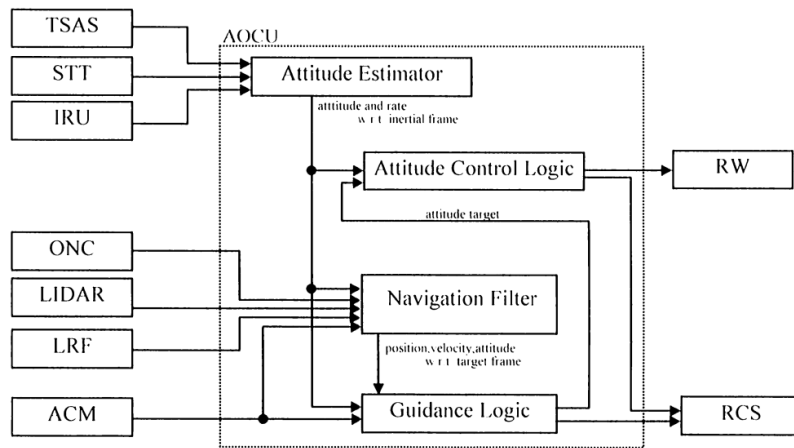 TSAS
STT
IRU
AOCU
Attitude Estimator
atttitude and rate
w r t inertial frame
Attitude Control Logic
RW
attitude target
ONC
LIDAR
LRF
Navigation Filter
position,velocity,attitude
w r t target frame
ACM
Guidance Logic
RCS